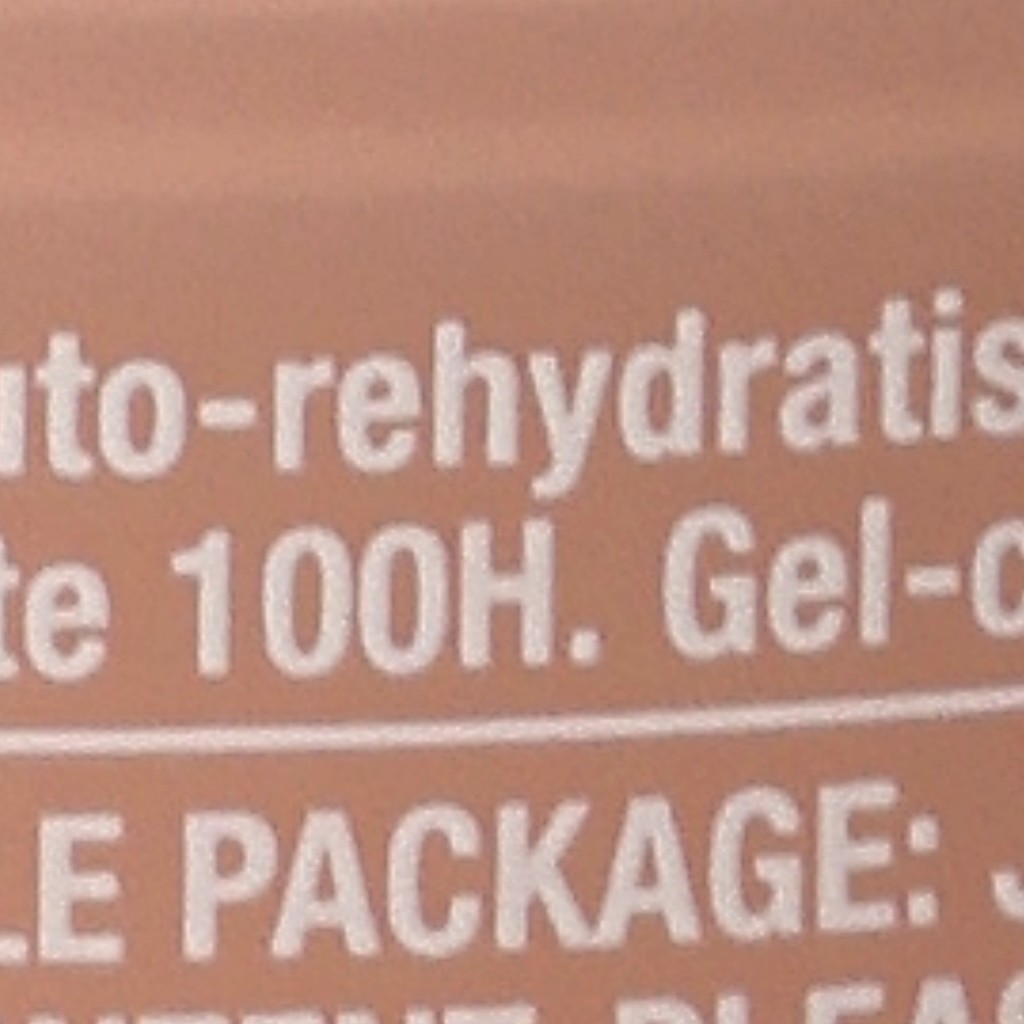 uto-rehydratis
te 100H. Gel-c
LE PACKAGE: J